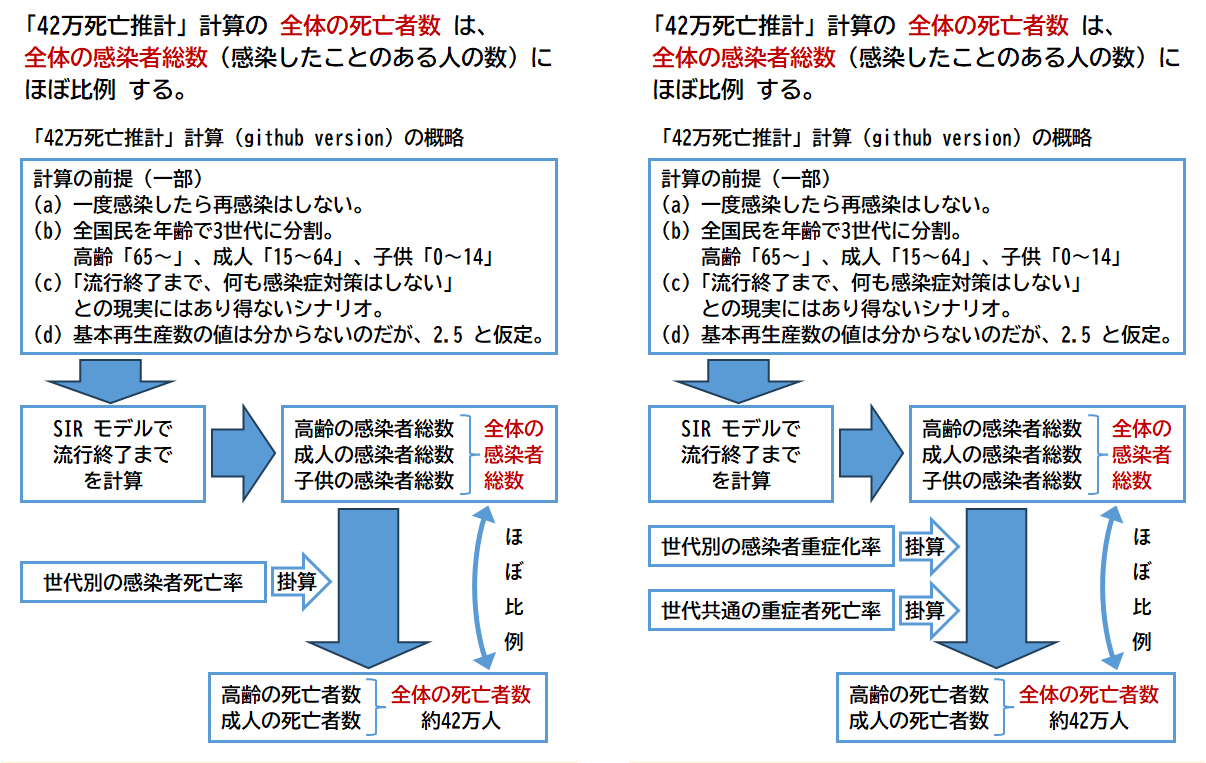 「42万死亡推計」計算の 全体の死亡者数 は、
全体の感染者総数（感染したことのある人の数）に
ほぼ比例 する。
「42万死亡推計」計算（github version）の概略
計算の前提（一部）
（a）一度感染したら再感染はしない。
（b）全国民を年齢で3世代に分割。
高齢「65～」、成人「15～64」、子供「0～14」
（c）「流行終了まで、何も感染症対策はしない」
との現実にはあり得ないシナリオ。
（d）基本再生産数の値は分からないのだが、2.5 と仮定。
SIR モデルで
流行終了まで
を計算
高齢の感染者総数
成人の感染者総数
子供の感染者総数
全体の
感染者
総数
世代別の感染者死亡率
掛算
ほぼ比例
高齢の死亡者数
成人の死亡者数
全体の死亡者数
約42万人
「42万死亡推計」計算の 全体の死亡者数 は、
全体の感染者総数（感染したことのある人の数）に
ほぼ比例 する。
「42万死亡推計」計算（github version）の概略
計算の前提（一部）
（a）一度感染したら再感染はしない。
（b）全国民を年齢で3世代に分割。
高齢「65～」、成人「15～64」、子供「0～14」
（c）「流行終了まで、何も感染症対策はしない」
との現実にはあり得ないシナリオ。
（d）基本再生産数の値は分からないのだが、2.5 と仮定。
SIR モデルで
流行終了まで
を計算
高齢の感染者総数
成人の感染者総数
子供の感染者総数
全体の
感染者
総数
世代別の感染者重症化率
掛算
世代共通の重症者死亡率
掛算
ほぼ比例
高齢の死亡者数
成人の死亡者数
全体の死亡者数
約42万人